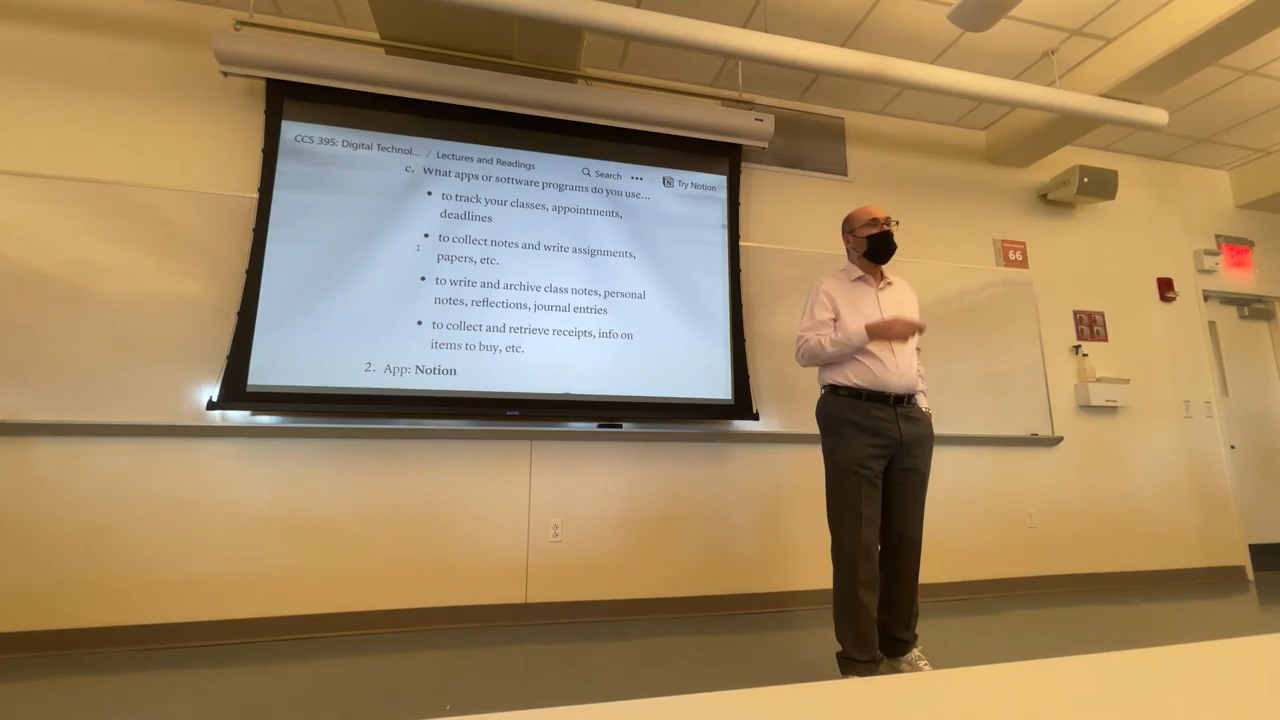 CCS 395: Digital Technol... / Lectures and Readings
Search ••• Try Notion
c. What apps or software programs do you use...
• to track your classes, appointments,
deadlines
• to collect notes and write assignments,
papers, etc.
• to write and archive class notes, personal
notes, reflections, journal entries
• to collect and retrieve receipts, info on
items to buy, etc.
2. App: Notion
66